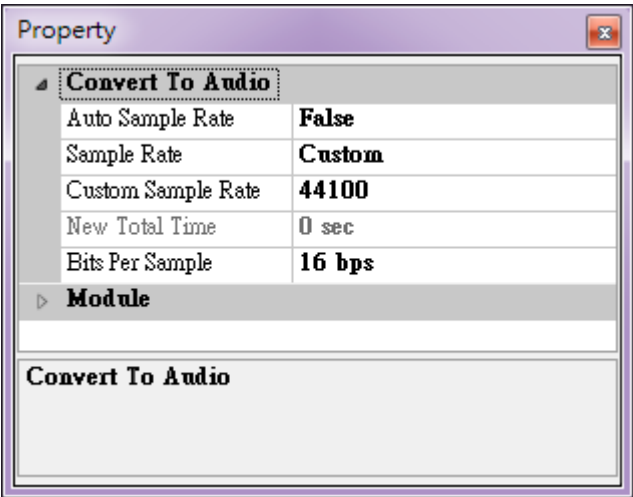 Property
Convert To Audio
Auto Sample Rate False
Sample Rate Custom
Custom Sample Rate 44100
New Total Time 0 sec
Bits Per Sample 16 bps
Module
Convert To Audio